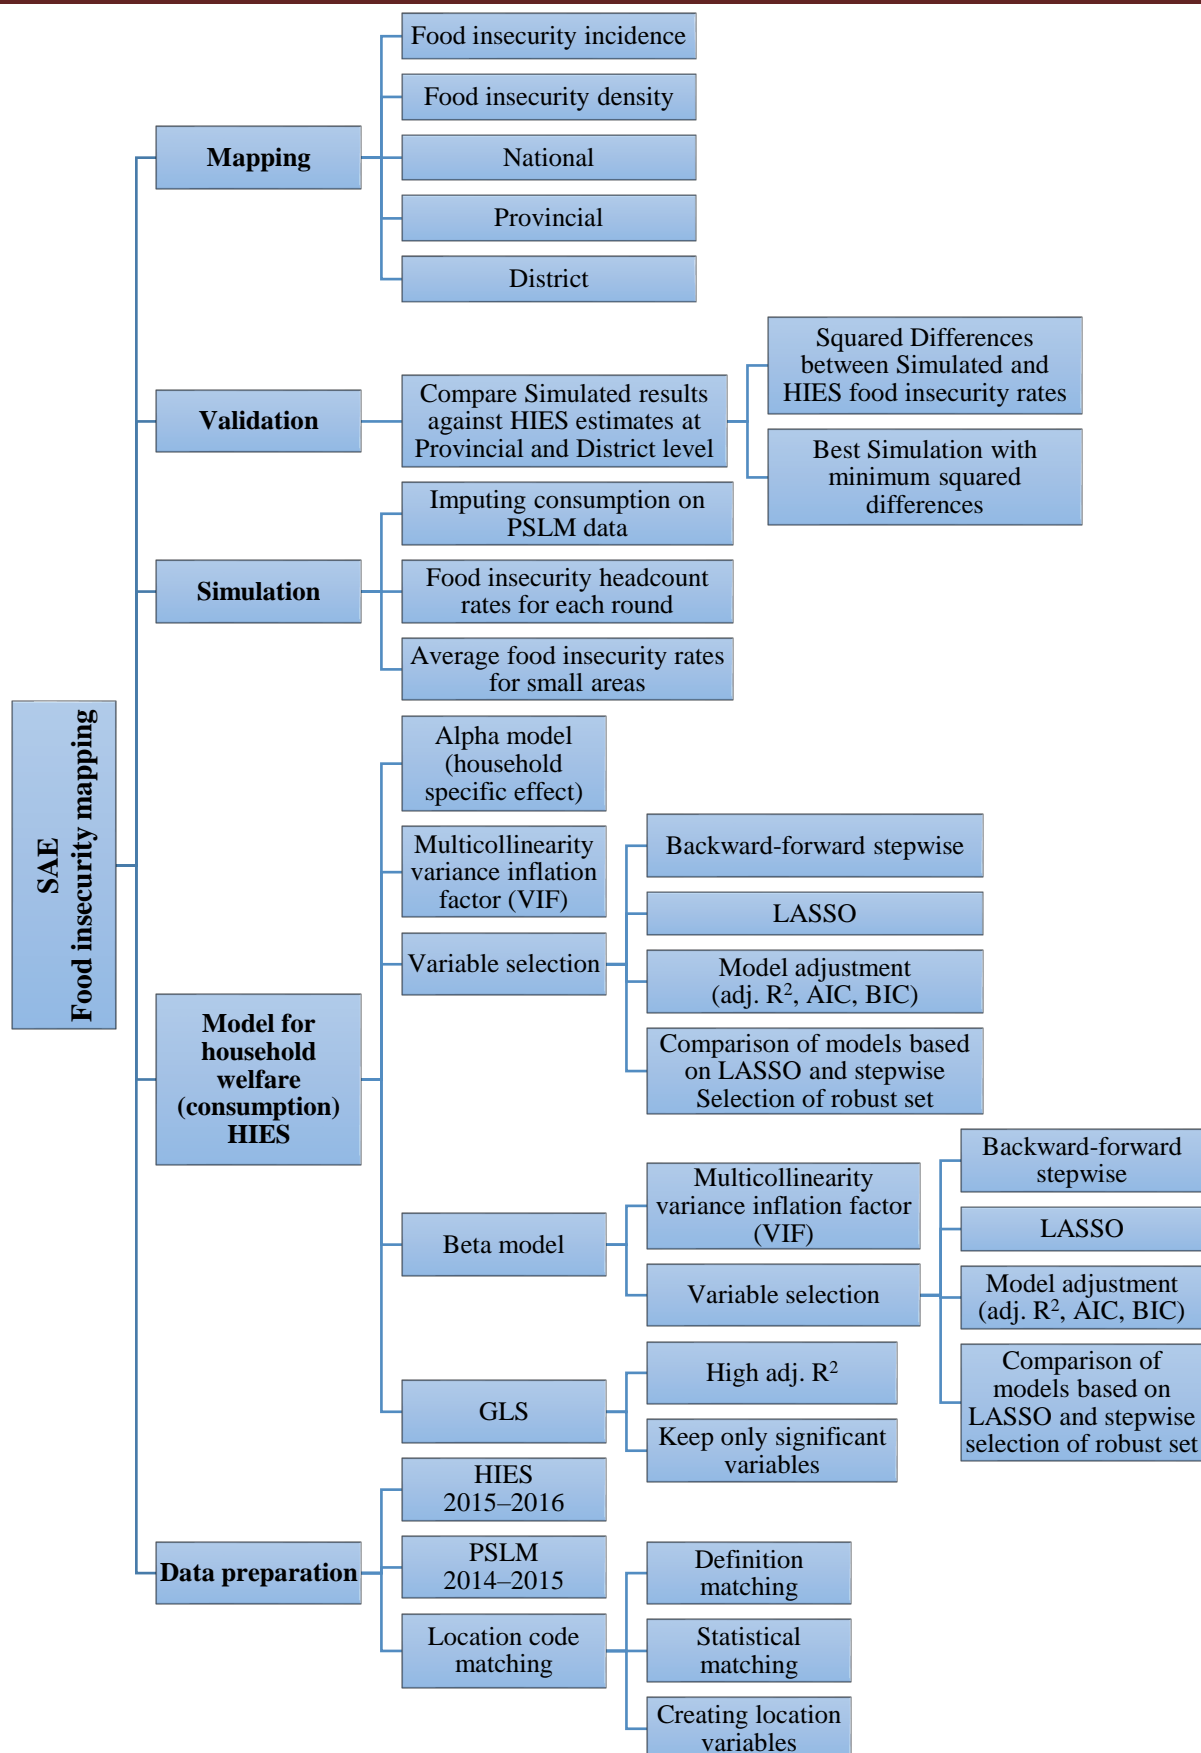 SAE
Food insecurity mapping
Mapping
Food insecurity incidence
Food insecurity density
National
Provincial
District
Validation
Compare Simulated results
against HIES estimates at
Provincial and District level
Squared Differences
between Simulated and
HIES food insecurity rates
Best Simulation with
minimum squared
differences
Simulation
Imputing consumption on
PSLM data
Food insecurity headcount
rates for each round
Average food insecurity rates
for small areas
Model for
household
welfare
(consumption)
HIES
Alpha model
(household
specific effect)
Multicollinearity
variance inflation
factor (VIF)
Variable selection
Backward-forward stepwise
LASSO
Model adjustment
(adj. R², AIC, BIC)
Comparison of models based
on LASSO and stepwise
Selection of robust set
Beta model
Multicollinearity
variance inflation factor
(VIF)
Variable selection
Backward-forward
stepwise
LASSO
Model adjustment
(adj. R², AIC, BIC)
Comparison of
models based on
LASSO and stepwise
selection of robust set
GLS
High adj. R²
Keep only significant
variables
Data preparation
HIES
2015–2016
PSLM
2014–2015
Location code
matching
Definition
matching
Statistical
matching
Creating location
variables